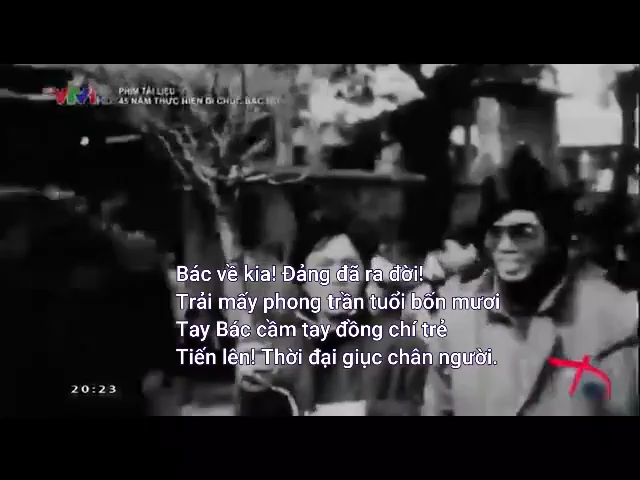 VTV1
PHIM TÀI LIỆU
45 NĂM THỰC HIỆN DI CHÚC BÁC HỒ
Bác về kia! Đảng đã ra đời!
Trải mấy phong trần tuổi bốn mươi
Tay Bác cầm tay đồng chí trẻ
Tiến lên! Thời đại giục chân người.
20:23